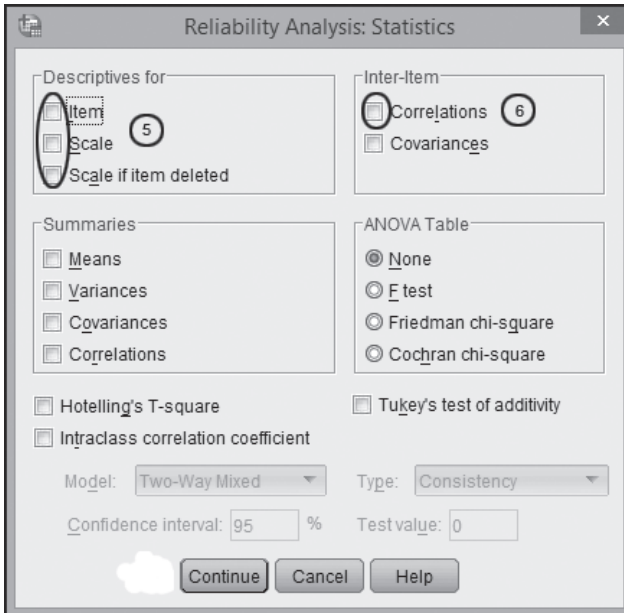 Reliability Analysis: Statistics
×
Descriptives for
Item
Scale
5
Scale if item deleted
Inter-Item
Correlations
6
Covariances
Summaries
Means
Variances
Covariances
Correlations
ANOVA Table
None
F test
Friedman chi-square
Cochran chi-square
Hotelling's T-square
Tukey's test of additivity
Intraclass correlation coefficient
Model: Two-Way Mixed
Type: Consistency
Confidence interval: 95 %
Test value: 0
Continue
Cancel
Help